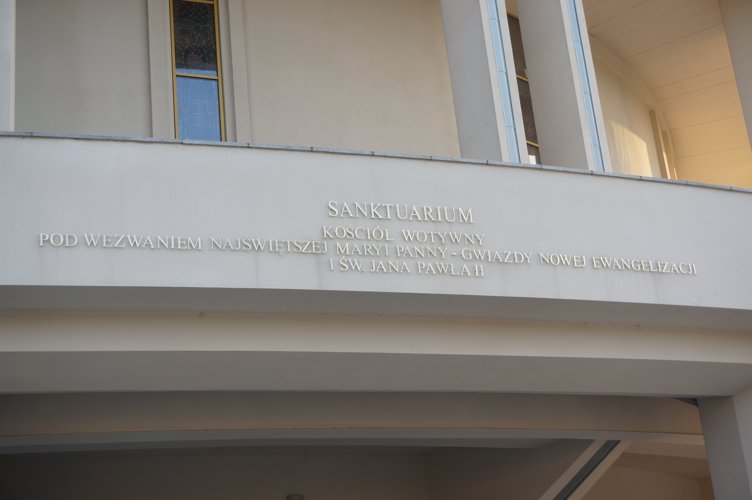 SANKTUARIUM
KOŚCIÓŁ WOTYWNY
POD WEZWANIEM NAJŚWIĘTSZEJ MARYI PANNY - GWIAZDY NOWEJ EWANGELIZACJI
I ŚW. JANA PAWŁA II